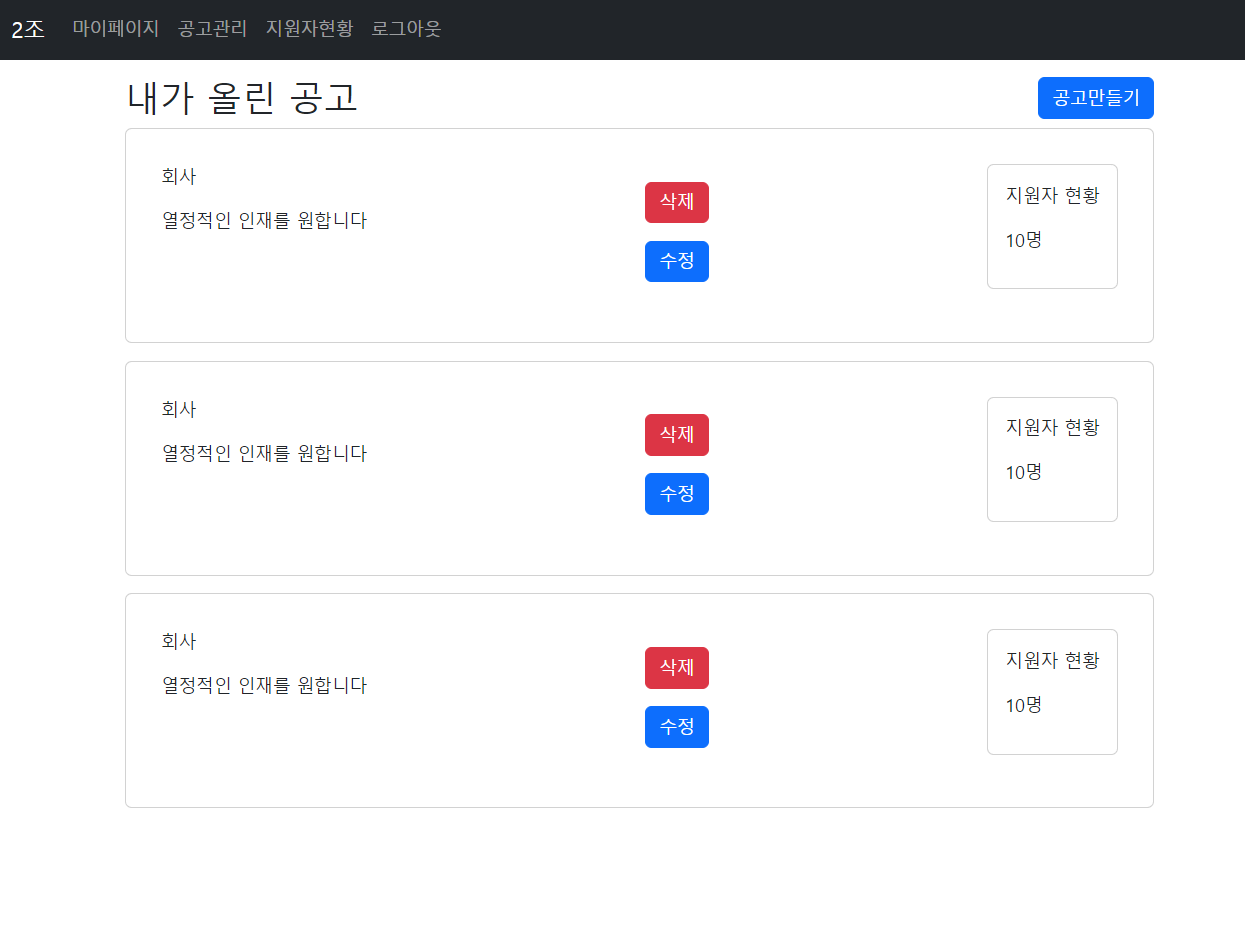 2조 마이페이지 공고관리 지원자현황 로그아웃
내가 올린 공고 공고만들기
회사
열정적인 인재를 원합니다
삭제
수정
지원자 현황
10명
회사
열정적인 인재를 원합니다
삭제
수정
지원자 현황
10명
회사
열정적인 인재를 원합니다
삭제
수정
지원자 현황
10명